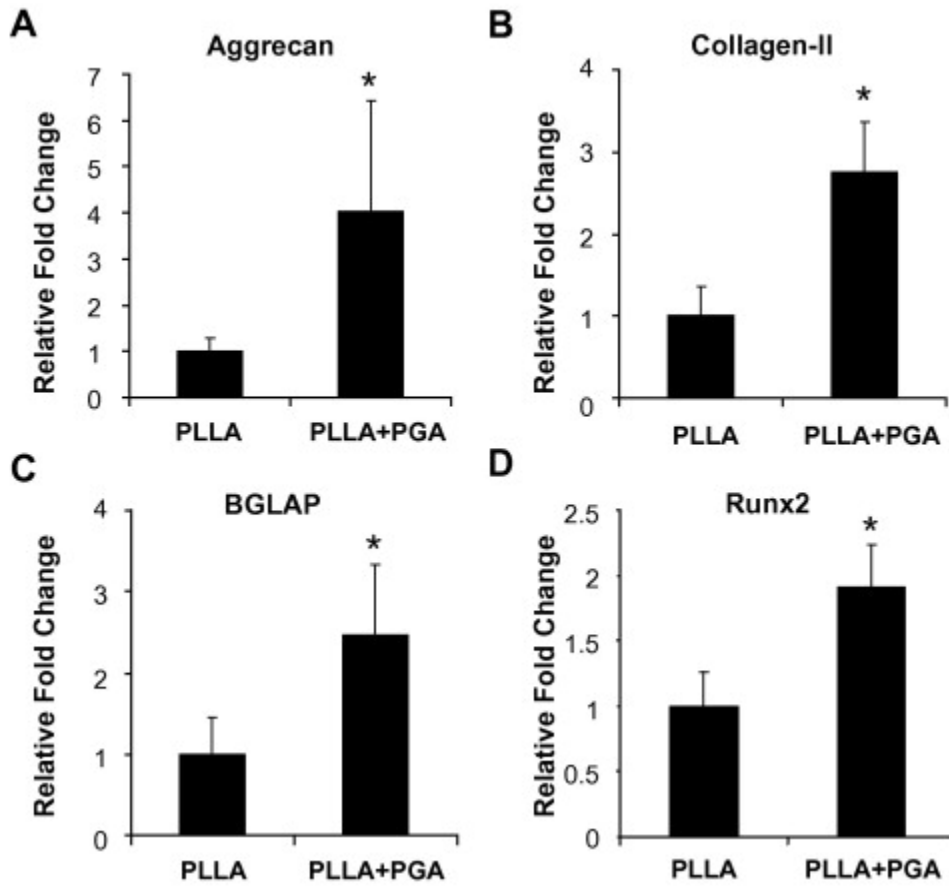 A
Aggrecan
Relative Fold Change
7
6
5
4
3
2
1
0
*
PLLA
PLLA+PGA
B
Collagen-II
Relative Fold Change
4
3
2
1
0
*
PLLA
PLLA+PGA
C
BGLAP
Relative Fold Change
4
3
2
1
0
*
PLLA
PLLA+PGA
D
Runx2
Relative Fold Change
2.5
2
1.5
1
0.5
0
*
PLLA
PLLA+PGA